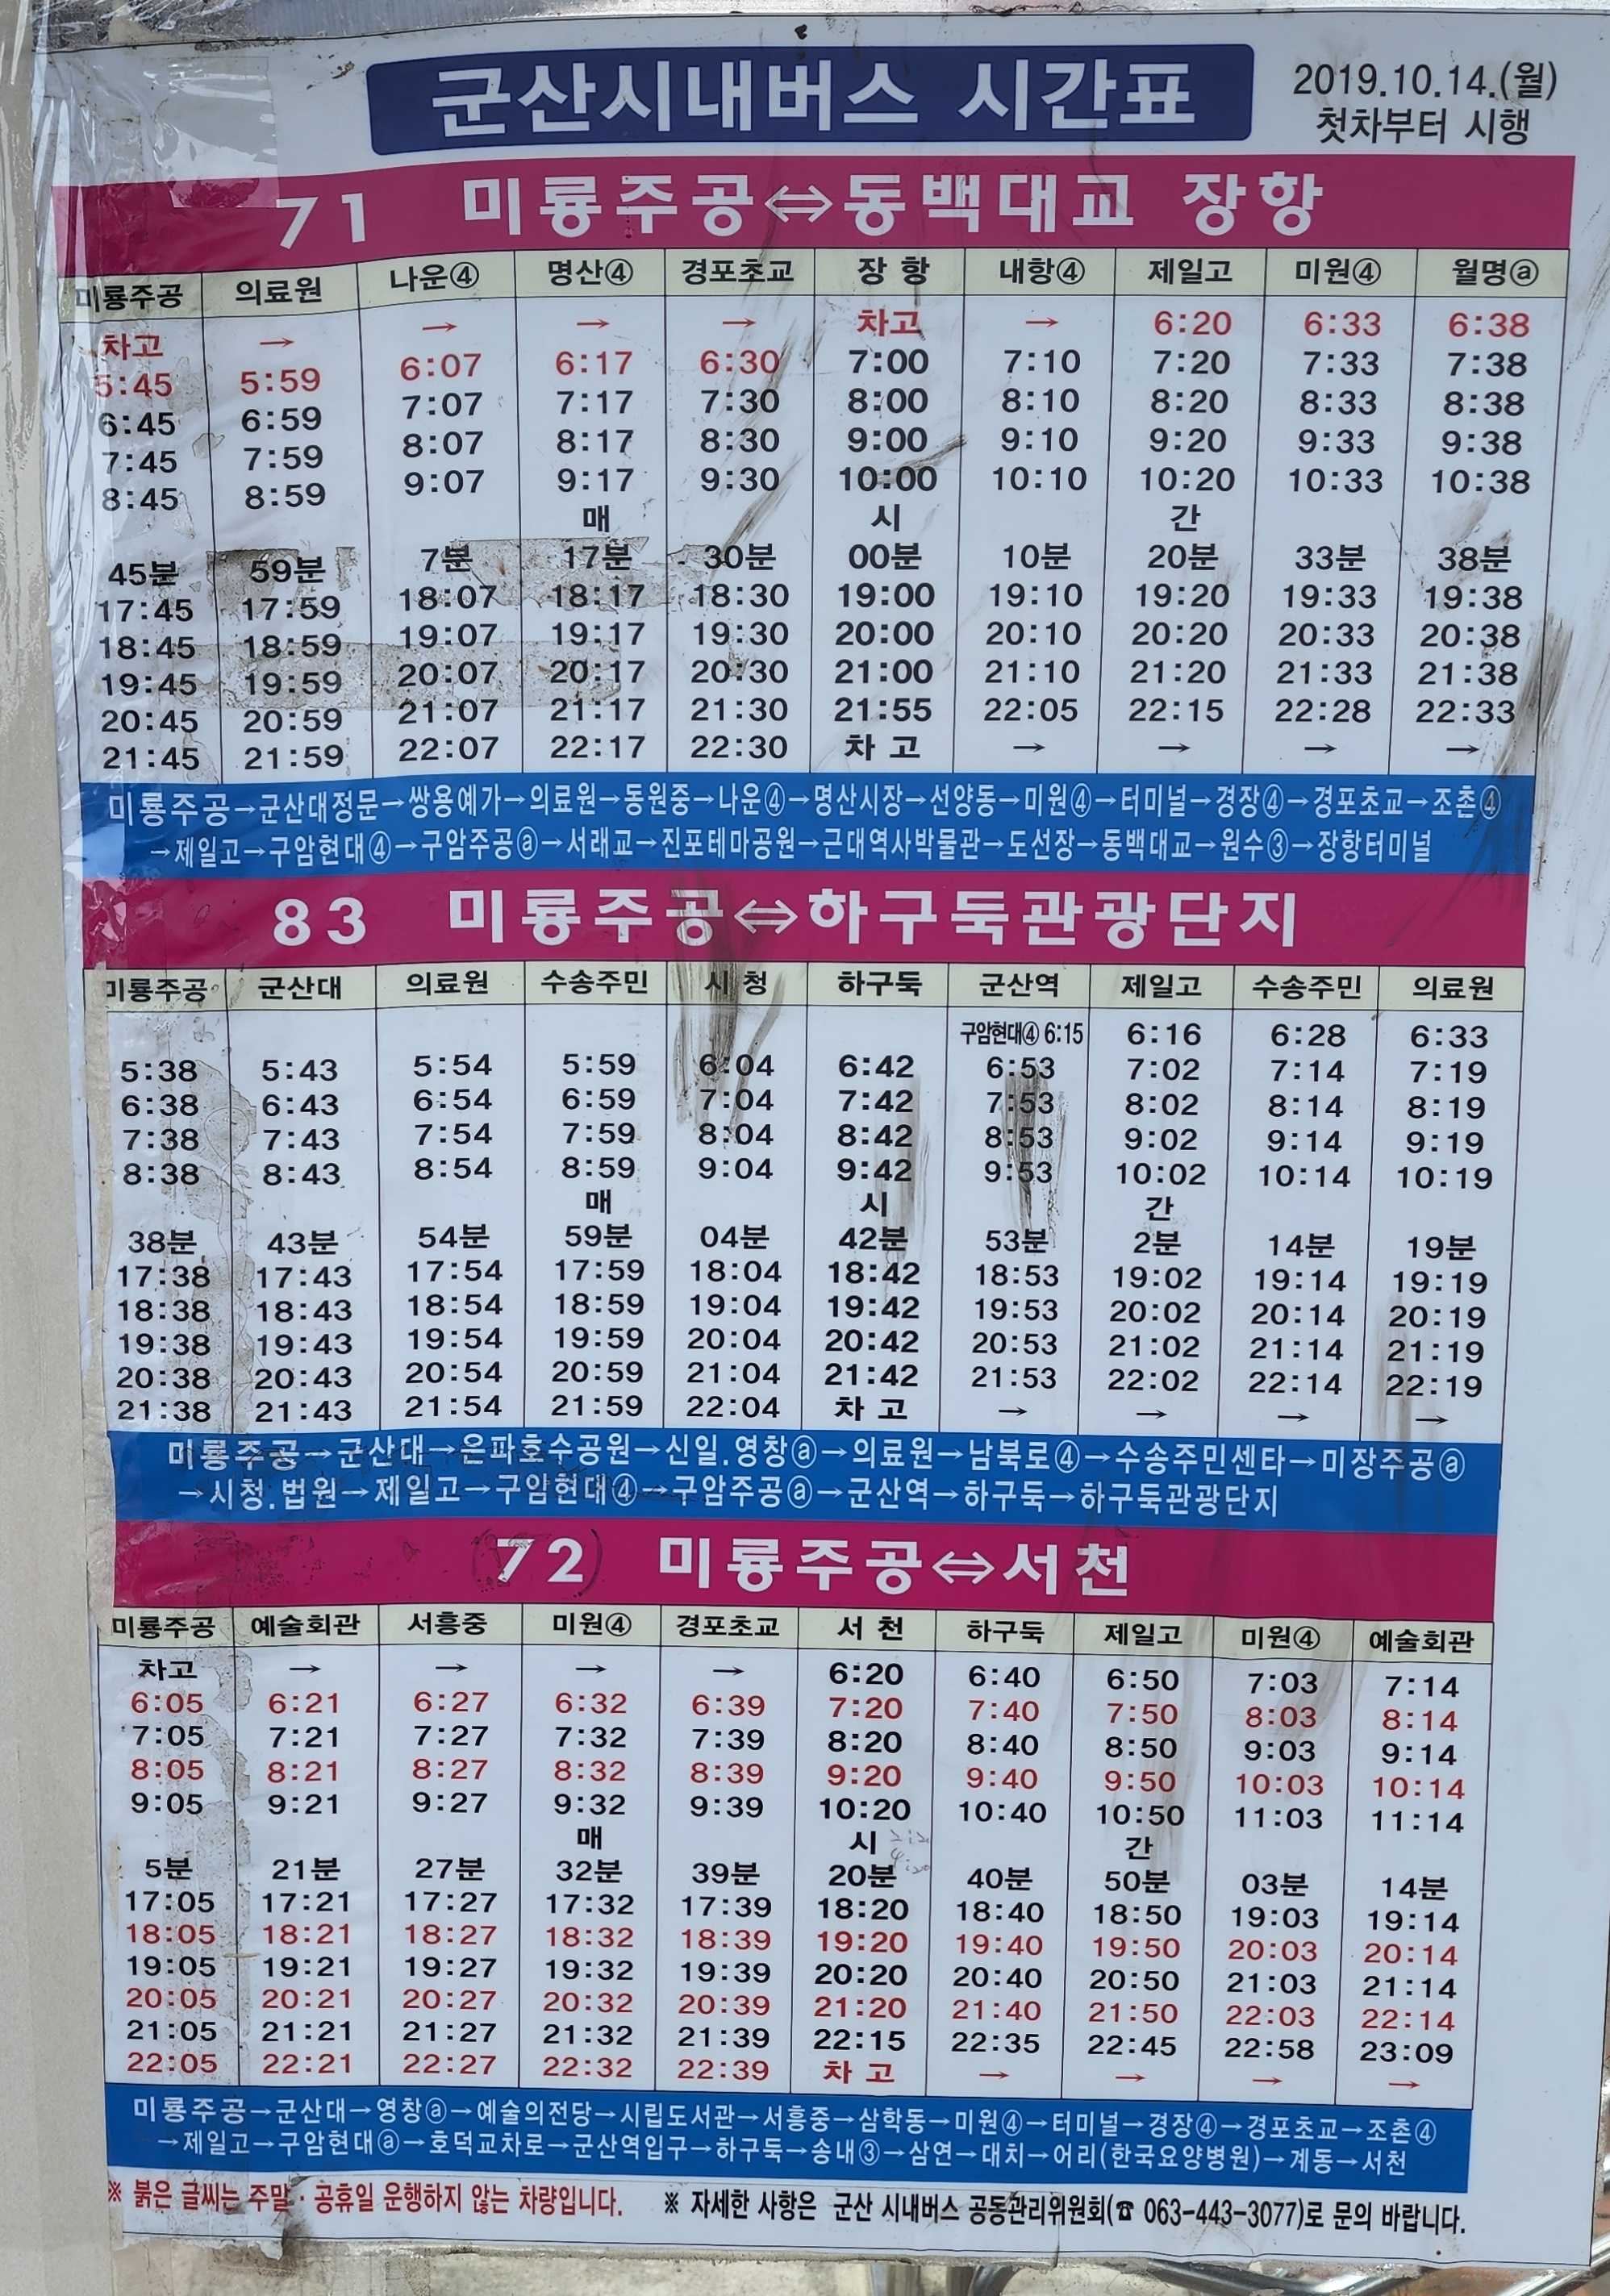 군산시내버스 시간표
2019.10.14.(월)
첫차부터 시행
71 미룡주공⇔동백대교 장항
미룡주공 의료원 나운④ 명산④ 경포초교 장 항 내항④ 제일고 미원④ 월명ⓐ
차고 → → → → 차고 → 6:20 6:33 6:38
5:45 5:59 6:07 6:17 6:30 7:00 7:10 7:20 7:33 7:38
6:45 6:59 7:07 7:17 7:30 8:00 8:10 8:20 8:33 8:38
7:45 7:59 8:07 8:17 8:30 9:00 9:10 9:20 9:33 9:38
8:45 8:59 9:07 9:17 9:30 10:00 10:10 10:20 10:33 10:38
매 시 간
45분 59분 7분 17분 30분 00분 10분 20분 33분 38분
17:45 17:59 18:07 18:17 18:30 19:00 19:10 19:20 19:33 19:38
18:45 18:59 19:07 19:17 19:30 20:00 20:10 20:20 20:33 20:38
19:45 19:59 20:07 20:17 20:30 21:00 21:10 21:20 21:33 21:38
20:45 20:59 21:07 21:17 21:30 21:55 22:05 22:15 22:28 22:33
21:45 21:59 22:07 22:17 22:30 차 고 → → → →
미룡주공→군산대정문→쌍용예가→의료원→동원중→나운④→명산시장→선양동→미원④→터미널→경장④→경포초교→조촌④
→제일고→구암현대④→구암주공ⓐ→서래교→진포테마공원→근대역사박물관→도선장→동백대교→원수③→장항터미널
83 미룡주공⇔하구둑관광단지
미룡주공 군산대 의료원 수송주민 시 청 하구둑 군산역 제일고 수송주민 의료원
구암현대④ 6:15 6:16 6:28 6:33
5:38 5:43 5:54 5:59 6:04 6:42 6:53 7:02 7:14 7:19
6:38 6:43 6:54 6:59 7:04 7:42 7:53 8:02 8:14 8:19
7:38 7:43 7:54 7:59 8:04 8:42 8:53 9:02 9:14 9:19
8:38 8:43 8:54 8:59 9:04 9:42 9:53 10:02 10:14 10:19
매 시 간
38분 43분 54분 59분 04분 42분 53분 2분 14분 19분
17:38 17:43 17:54 17:59 18:04 18:42 18:53 19:02 19:14 19:19
18:38 18:43 18:54 18:59 19:04 19:42 19:53 20:02 20:14 20:19
19:38 19:43 19:54 19:59 20:04 20:42 20:53 21:02 21:14 21:19
20:38 20:43 20:54 20:59 21:04 21:42 21:53 22:02 22:14 22:19
21:38 21:43 21:54 21:59 22:04 차 고 → → → →
미룡주공→군산대→은파호수공원→신일.영창ⓐ→의료원→남북로④→수송주민센타→미장주공ⓐ
→시청.법원→제일고→구암현대④→구암주공ⓐ→군산역→하구둑→하구둑관광단지
72 미룡주공⇔서천
미룡주공 예술회관 서흥중 미원④ 경포초교 서 천 하구둑 제일고 미원④ 예술회관
차고 → → → → 6:20 6:40 6:50 7:03 7:14
6:05 6:21 6:27 6:32 6:39 7:20 7:40 7:50 8:03 8:14
7:05 7:21 7:27 7:32 7:39 8:20 8:40 8:50 9:03 9:14
8:05 8:21 8:27 8:32 8:39 9:20 9:40 9:50 10:03 10:14
9:05 9:21 9:27 9:32 9:39 10:20 10:40 10:50 11:03 11:14
매 시 간
5분 21분 27분 32분 39분 20분 40분 50분 03분 14분
17:05 17:21 17:27 17:32 17:39 18:20 18:40 18:50 19:03 19:14
18:05 18:21 18:27 18:32 18:39 19:20 19:40 19:50 20:03 20:14
19:05 19:21 19:27 19:32 19:39 20:20 20:40 20:50 21:03 21:14
20:05 20:21 20:27 20:32 20:39 21:20 21:40 21:50 22:03 22:14
21:05 21:21 21:27 21:32 21:39 22:15 22:35 22:45 22:58 23:09
22:05 22:21 22:27 22:32 22:39 차 고 → → → →
미룡주공→군산대→영창ⓐ→예술의전당→시립도서관→서흥중→삼학동→미원④→터미널→경장④→경포초교→조촌④
→제일고→구암현대ⓐ→호덕교차로→군산역입구→하구둑→송내③→삼연→대치→어리(한국요양병원)→계동→서천
※ 붉은 글씨는 주말·공휴일 운행하지 않는 차량입니다. ※ 자세한 사항은 군산 시내버스 공동관리위원회(☎ 063-443-3077)로 문의 바랍니다.